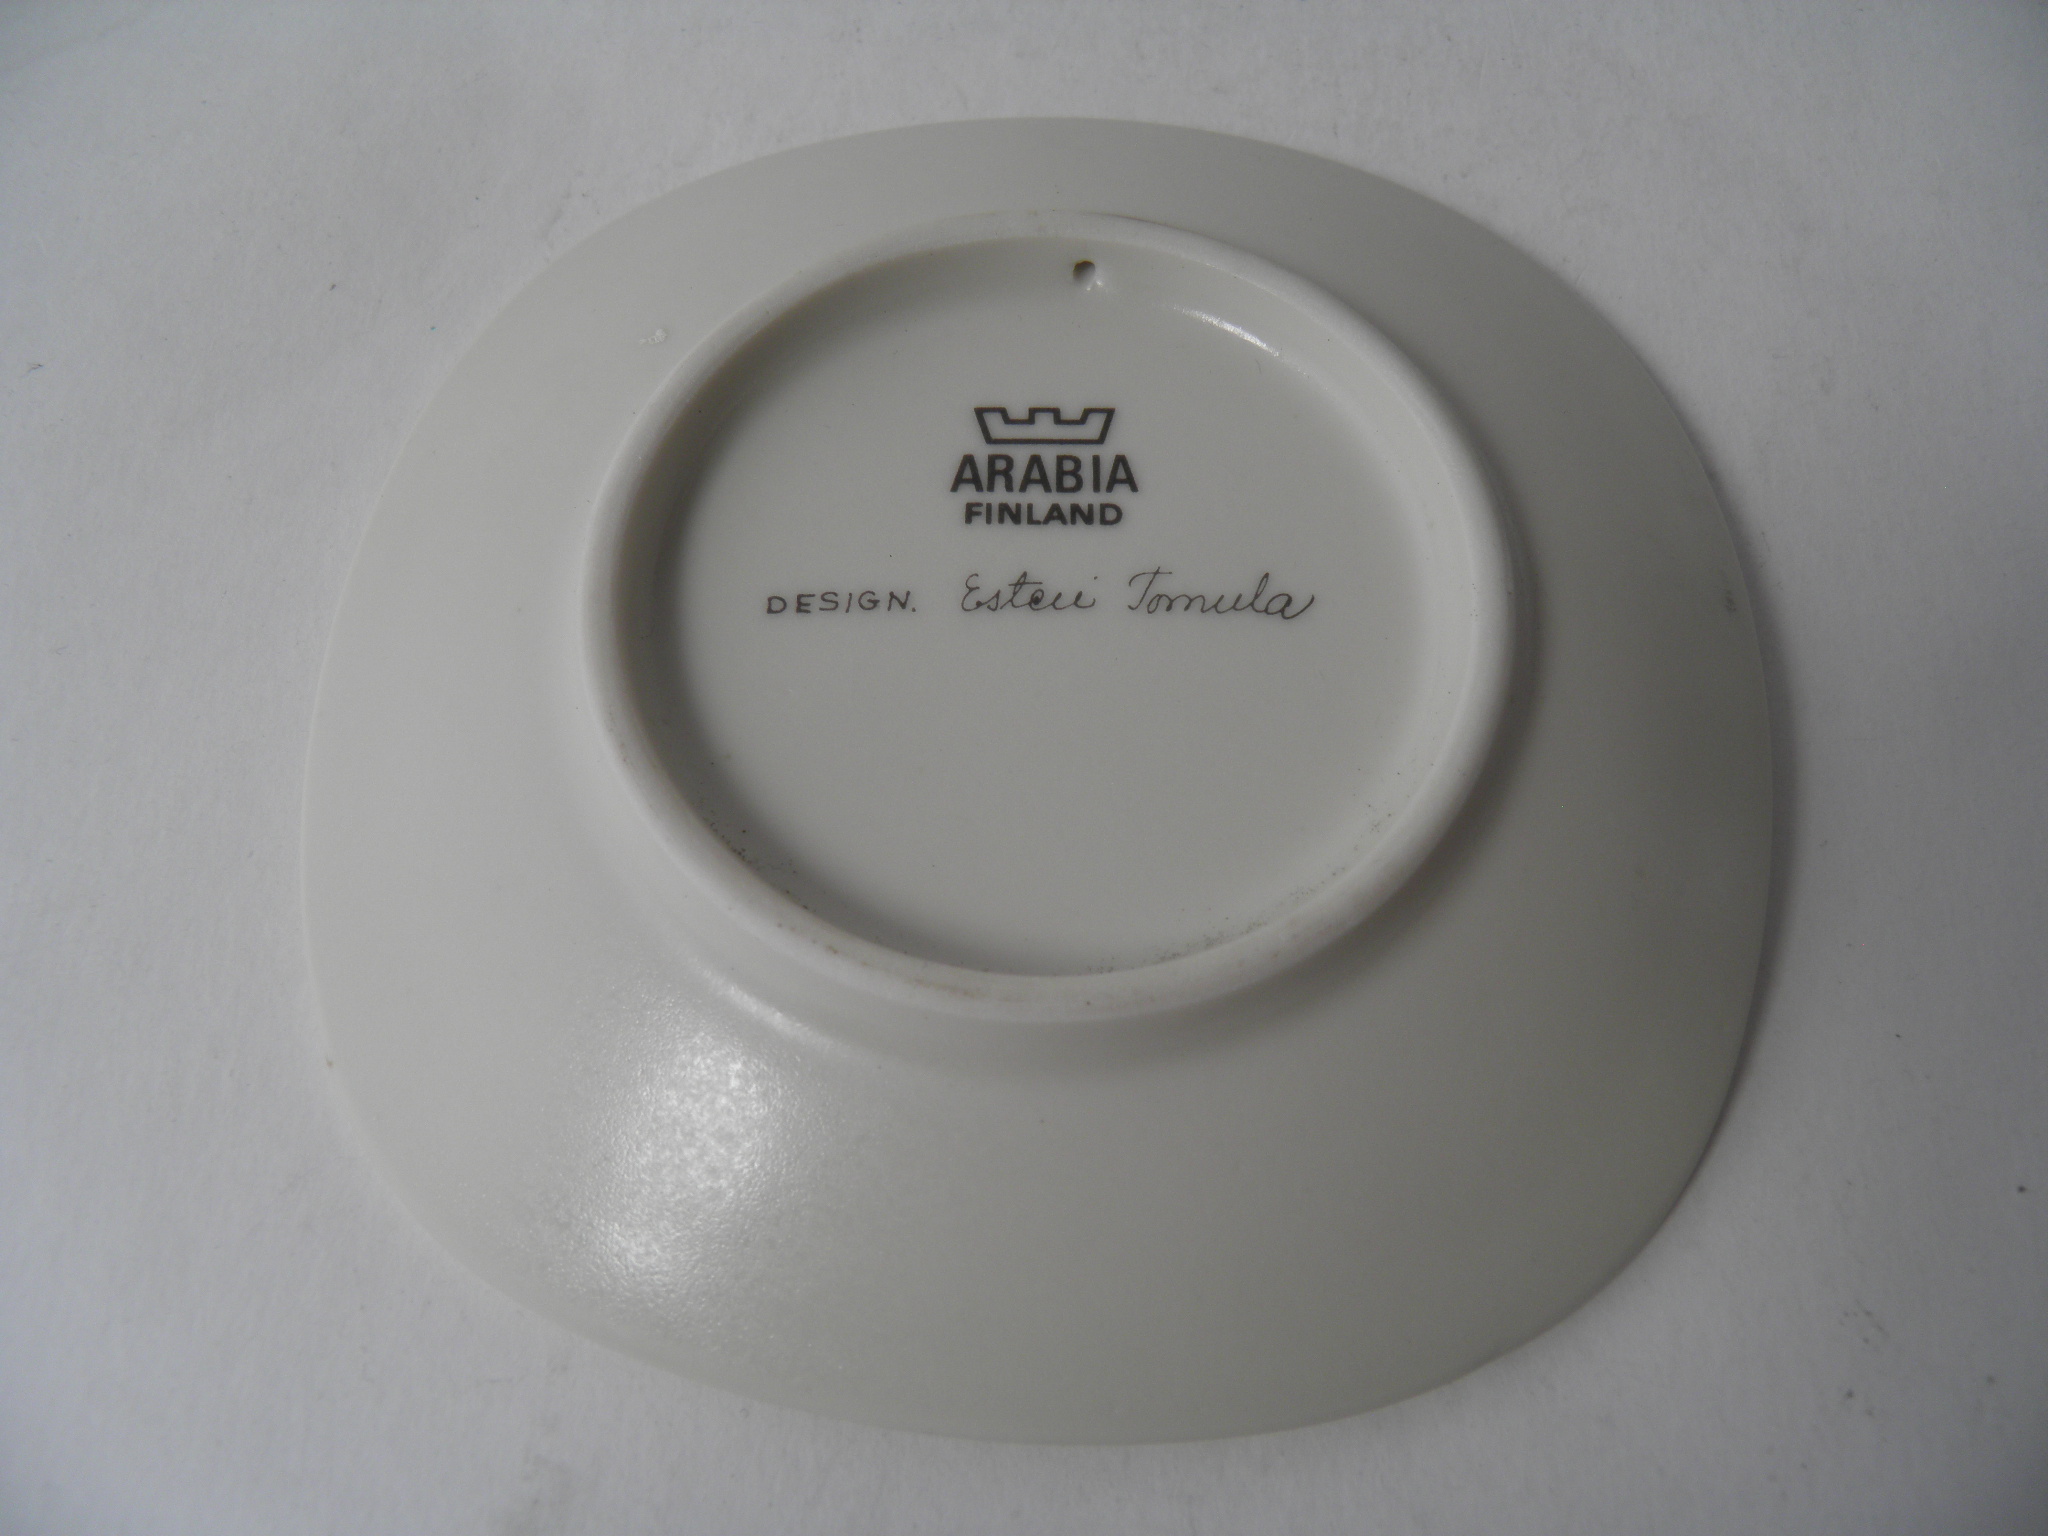 ARABIA
FINLAND
DESIGN. Esteri Tomula